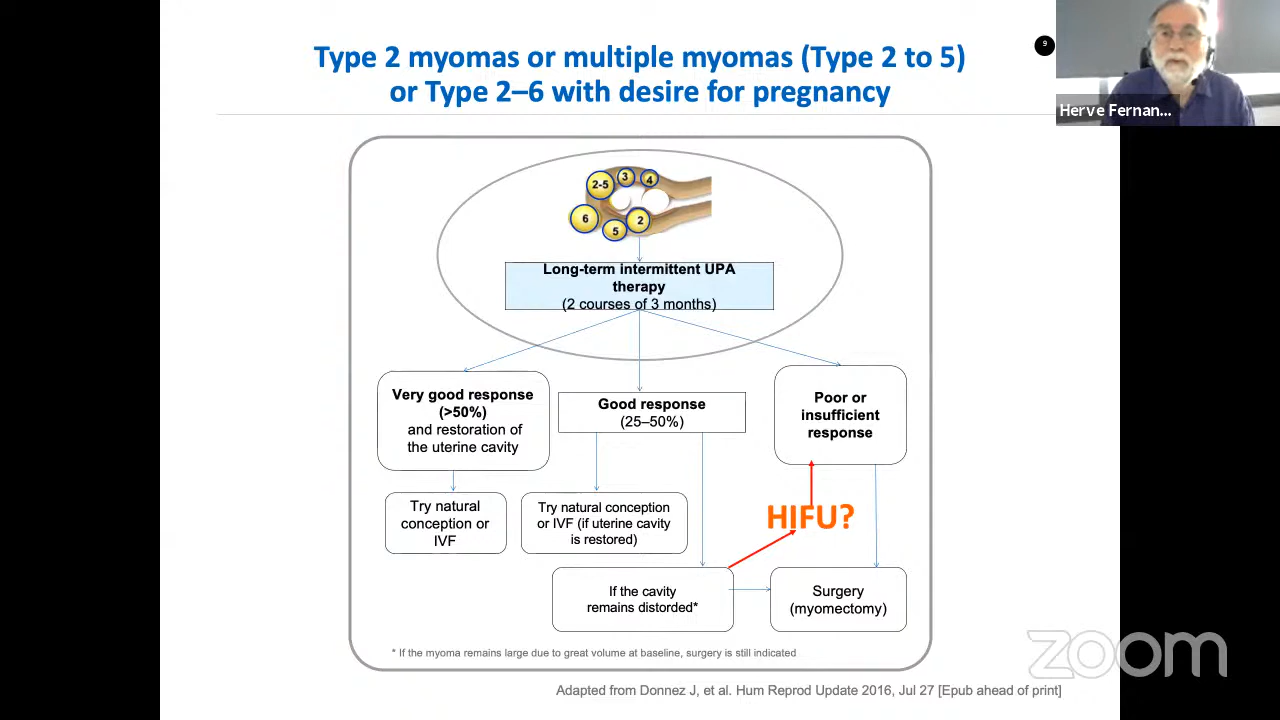 Type 2 myomas or multiple myomas (Type 2 to 5)
or Type 2–6 with desire for pregnancy
9
Herve Fernan...
2-5
3
4
6
5
2
Long-term intermittent UPA
therapy
(2 courses of 3 months)
Very good response
(>50%)
and restoration of
the uterine cavity
Good response
(25–50%)
Poor or
insufficient
response
Try natural
conception or
IVF
Try natural conception
or IVF (if uterine cavity
is restored)
HIFU?
If the cavity
remains distorded*
Surgery
(myomectomy)
* If the myoma remains large due to great volume at baseline, surgery is still indicated
zoom
Adapted from Donnez J, et al. Hum Reprod Update 2016, Jul 27 [Epub ahead of print]